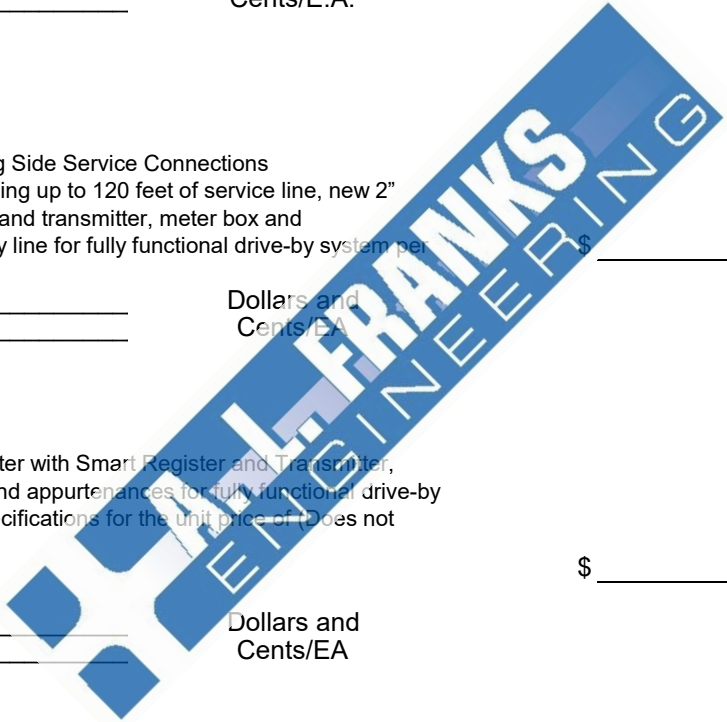 Cents/E.A.
g Side Service Connections
ing up to 120 feet of service line, new 2”
and transmitter, meter box and
y line for fully functional drive-by system per
$
Dollars and
Cents/EA
ter with Smart Register and Transmitter,
nd appurtenances for fully functional drive-by
cifications for the unit price of (Does not
$
Dollars and
Cents/EA
A.L. FRANKS
ENGINEERING